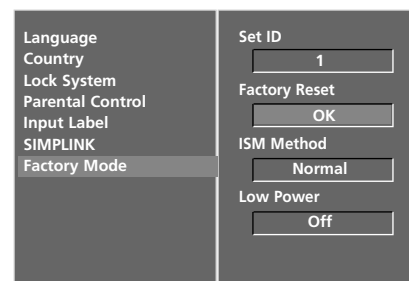 Language
Country
Lock System
Parental Control
Input Label
SIMPLINK
Factory Mode
Set ID
1
Factory Reset
OK
ISM Method
Normal
Low Power
Off